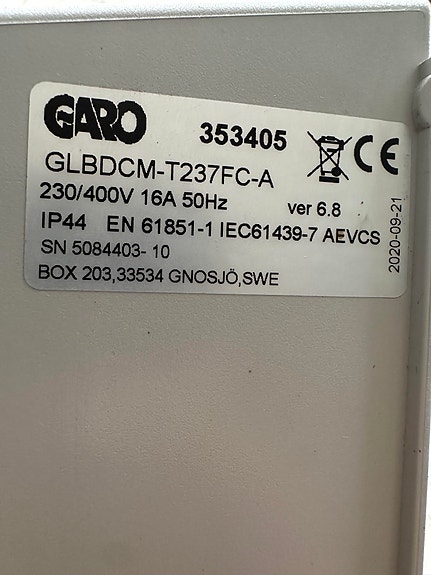 GARO
353405
CE
GLBDCM-T237FC-A
230/400V 16A 50Hz ver 6.8
IP44 EN 61851-1 IEC61439-7 AEVCS
SN 5084403- 10
BOX 203,33534 GNOSJÖ,SWE
2020-09-21